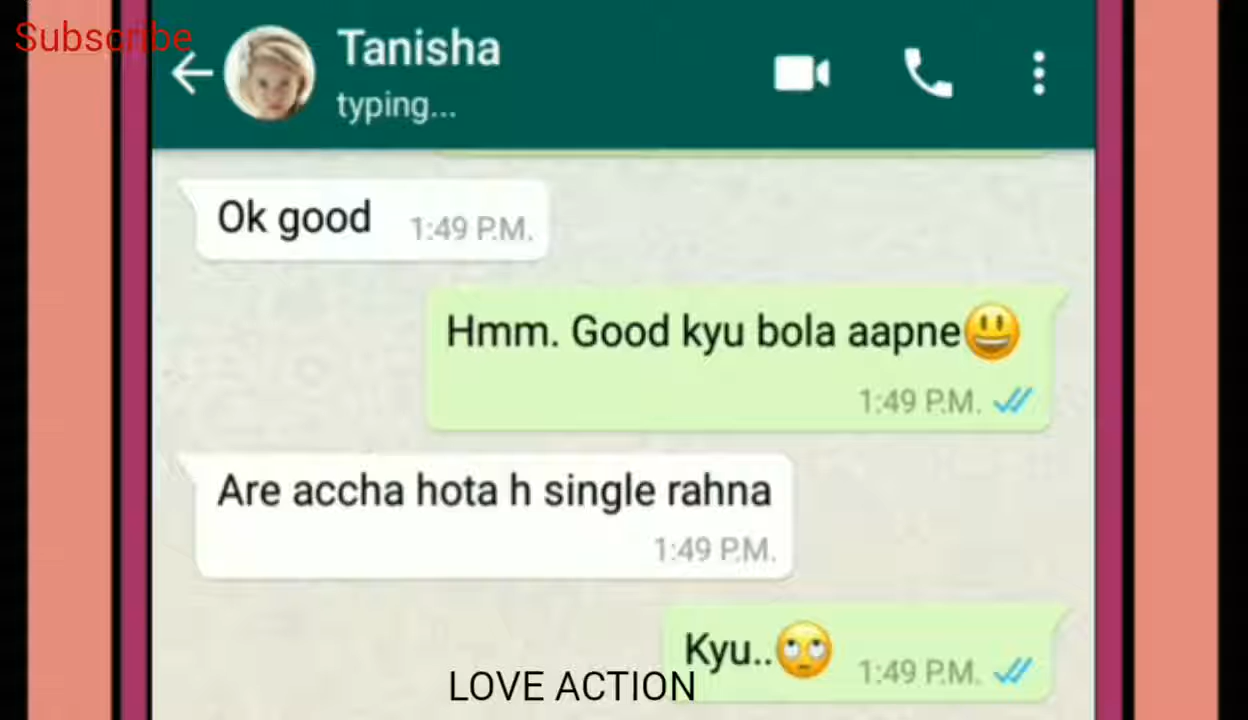 Subscribe
Tanisha
typing...
Ok good 1:49 P.M.
Hmm. Good kyu bola aapne😃
1:49 P.M.
Are accha hota h single rahna
1:49 P.M.
Kyu..🙄 1:49 P.M.
LOVE ACTION